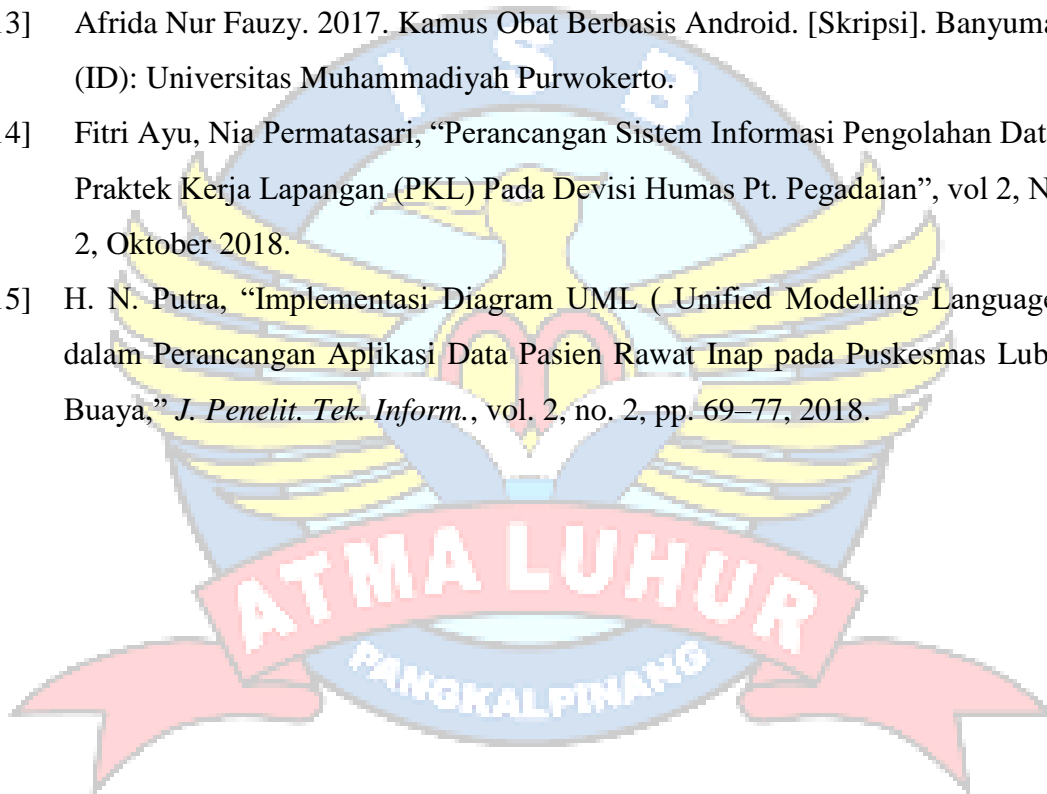 13] Afrida Nur Fauzy. 2017. Kamus Obat Berbasis Android. [Skripsi]. Banyuma
(ID): Universitas Muhammadiyah Purwokerto.
14] Fitri Ayu, Nia Permatasari, “Perancangan Sistem Informasi Pengolahan Dat
Praktek Kerja Lapangan (PKL) Pada Devisi Humas Pt. Pegadaian”, vol 2, N
2, Oktober 2018.
15] H. N. Putra, “Implementasi Diagram UML ( Unified Modelling Language
dalam Perancangan Aplikasi Data Pasien Rawat Inap pada Puskesmas Lub
Buaya,” J. Penelit. Tek. Inform., vol. 2, no. 2, pp. 69–77, 2018.
I S B
ATMA LUHUR
PANGKALPINANG